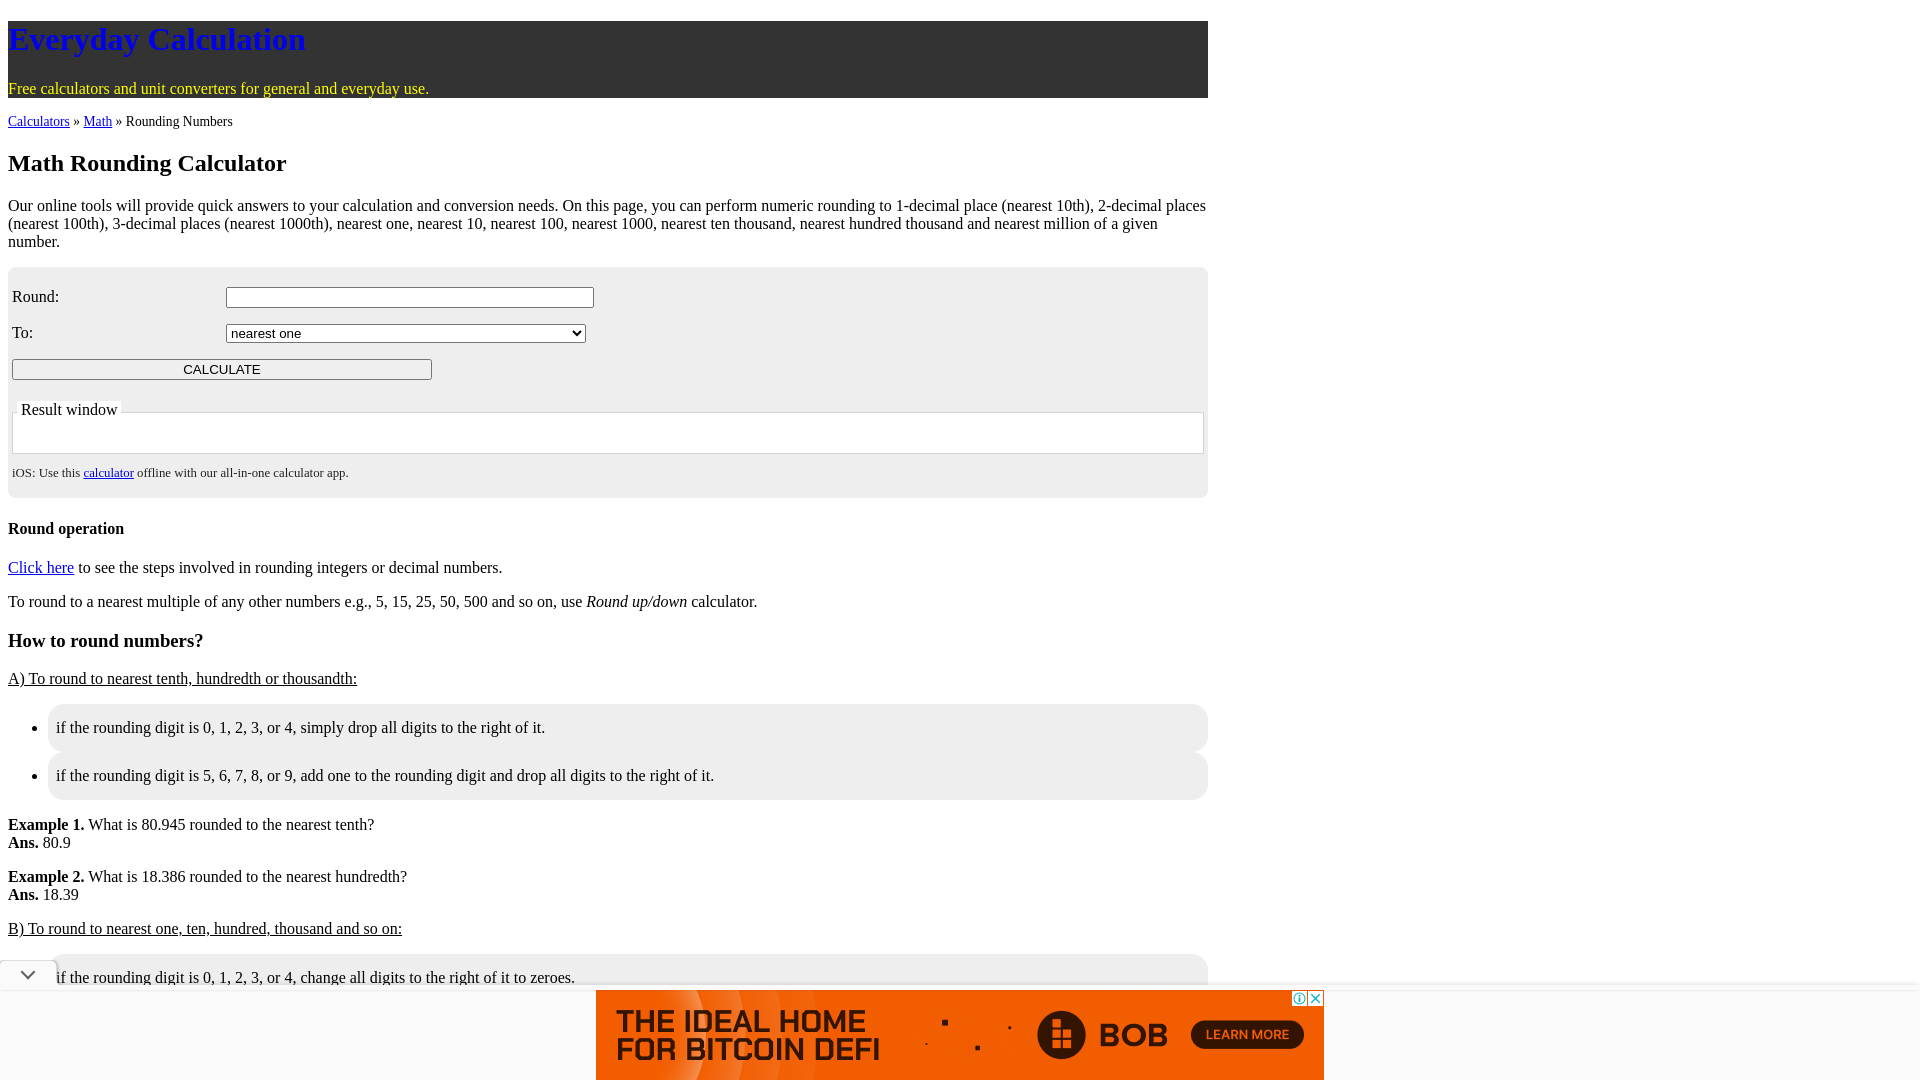 Everyday Calculation
Free calculators and unit converters for general and everyday use.
Calculators » Math » Rounding Numbers
Math Rounding Calculator
Our online tools will provide quick answers to your calculation and conversion needs. On this page, you can perform numeric rounding to 1-decimal place (nearest 10th), 2-decimal places
(nearest 100th), 3-decimal places (nearest 1000th), nearest one, nearest 10, nearest 100, nearest 1000, nearest ten thousand, nearest hundred thousand and nearest million of a given
number.
Round:
To:
nearest one
CALCULATE
Result window
iOS: Use this calculator offline with our all-in-one calculator app.
Round operation
Click here to see the steps involved in rounding integers or decimal numbers.
To round to a nearest multiple of any other numbers e.g., 5, 15, 25, 50, 500 and so on, use Round up/down calculator.
How to round numbers?
A) To round to nearest tenth, hundredth or thousandth:
if the rounding digit is 0, 1, 2, 3, or 4, simply drop all digits to the right of it.
if the rounding digit is 5, 6, 7, 8, or 9, add one to the rounding digit and drop all digits to the right of it.
Example 1. What is 80.945 rounded to the nearest tenth?
Ans. 80.9
Example 2. What is 18.386 rounded to the nearest hundredth?
Ans. 18.39
B) To round to nearest one, ten, hundred, thousand and so on:
if the rounding digit is 0, 1, 2, 3, or 4, change all digits to the right of it to zeroes.
THE IDEAL HOME
FOR BITCOIN DEFI
BOB
LEARN MORE